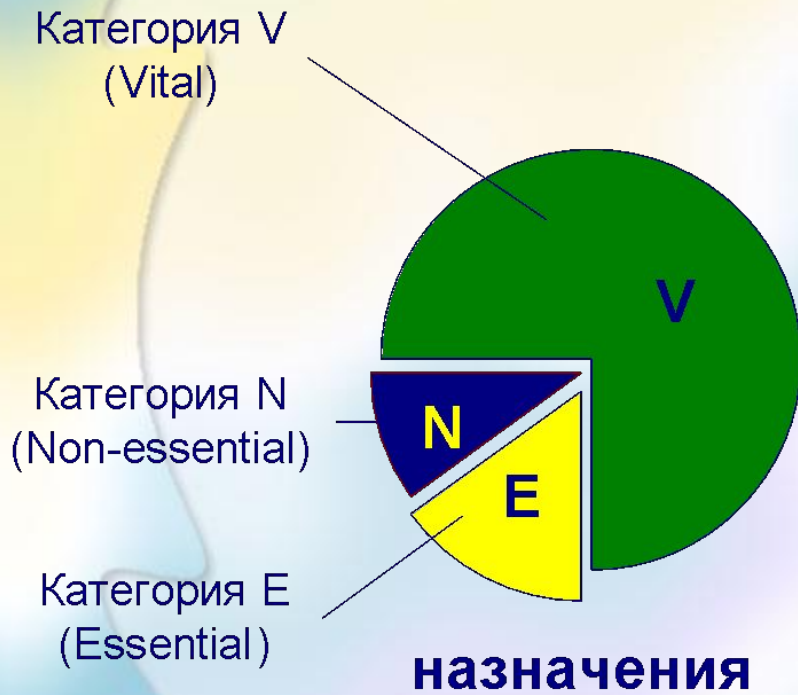 Категория V
(Vital)
V
Категория N
(Non-essential)
N
E
Категория E
(Essential)
назначения